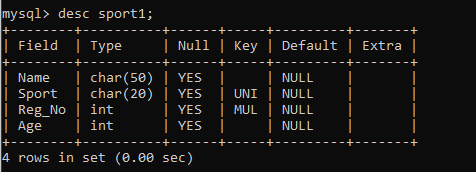 mysql> desc sport1;
+--------+----------+------+-----+---------+-------+
| Field  | Type     | Null | Key | Default | Extra |
+--------+----------+------+-----+---------+-------+
| Name   | char(50) | YES  |     | NULL    |       |
| Sport  | char(20) | YES  | UNI | NULL    |       |
| Reg_No | int      | YES  | MUL | NULL    |       |
| Age    | int      | YES  |     | NULL    |       |
+--------+----------+------+-----+---------+-------+
4 rows in set (0.00 sec)